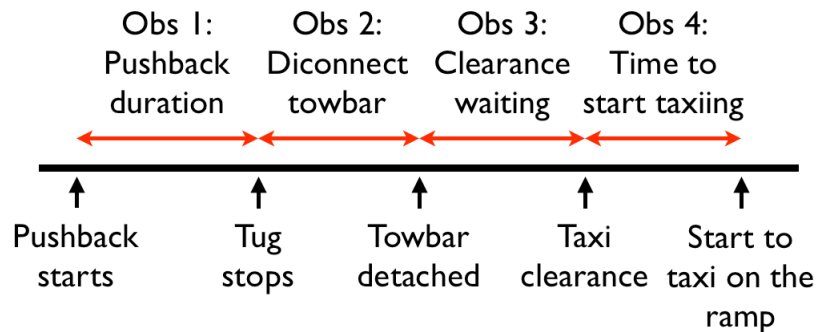 Obs 1:
Pushback
duration
Obs 2:
Diconnect
towbar
Obs 3:
Clearance
waiting
Obs 4:
Time to
start taxiing
Pushback
starts
Tug
stops
Towbar
detached
Taxi
clearance
Start to
taxi on the
ramp